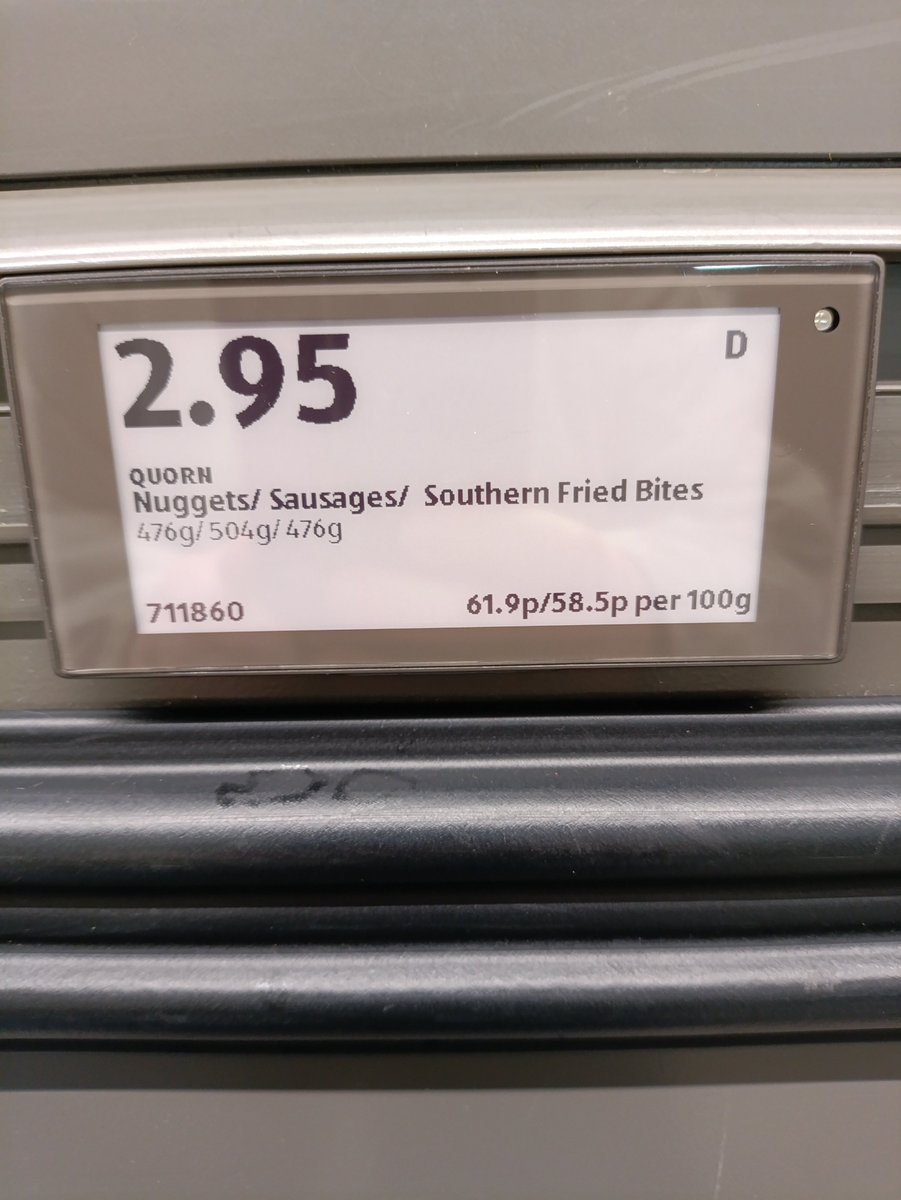 2.95
D
QUORN
Nuggets/ Sausages/ Southern Fried Bites
476g/ 504g/ 476g
711860
61.9p/58.5p per 100g